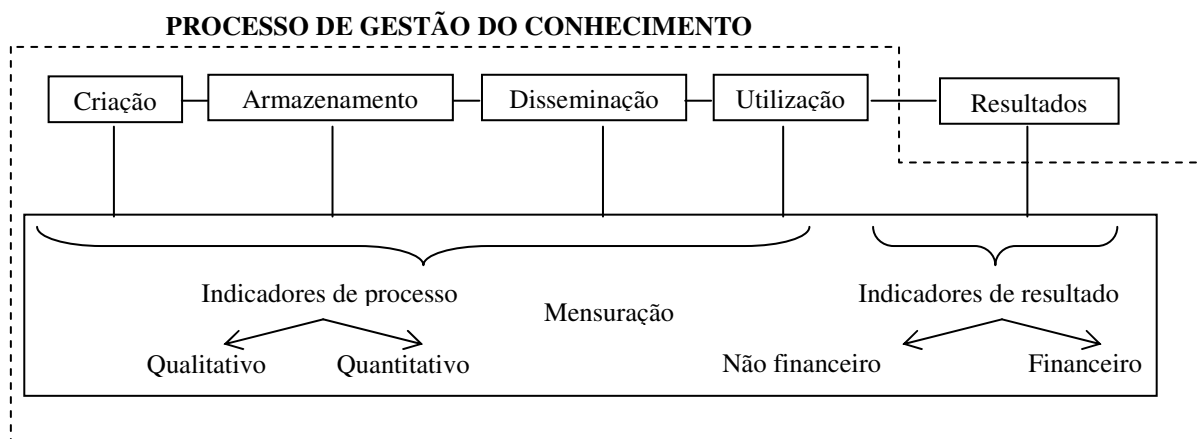 PROCESSO DE GESTÃO DO CONHECIMENTO
Criação Armazenamento Disseminação Utilização Resultados
Indicadores de processo Indicadores de resultado
Mensuração
Qualitativo Quantitativo Não financeiro Financeiro